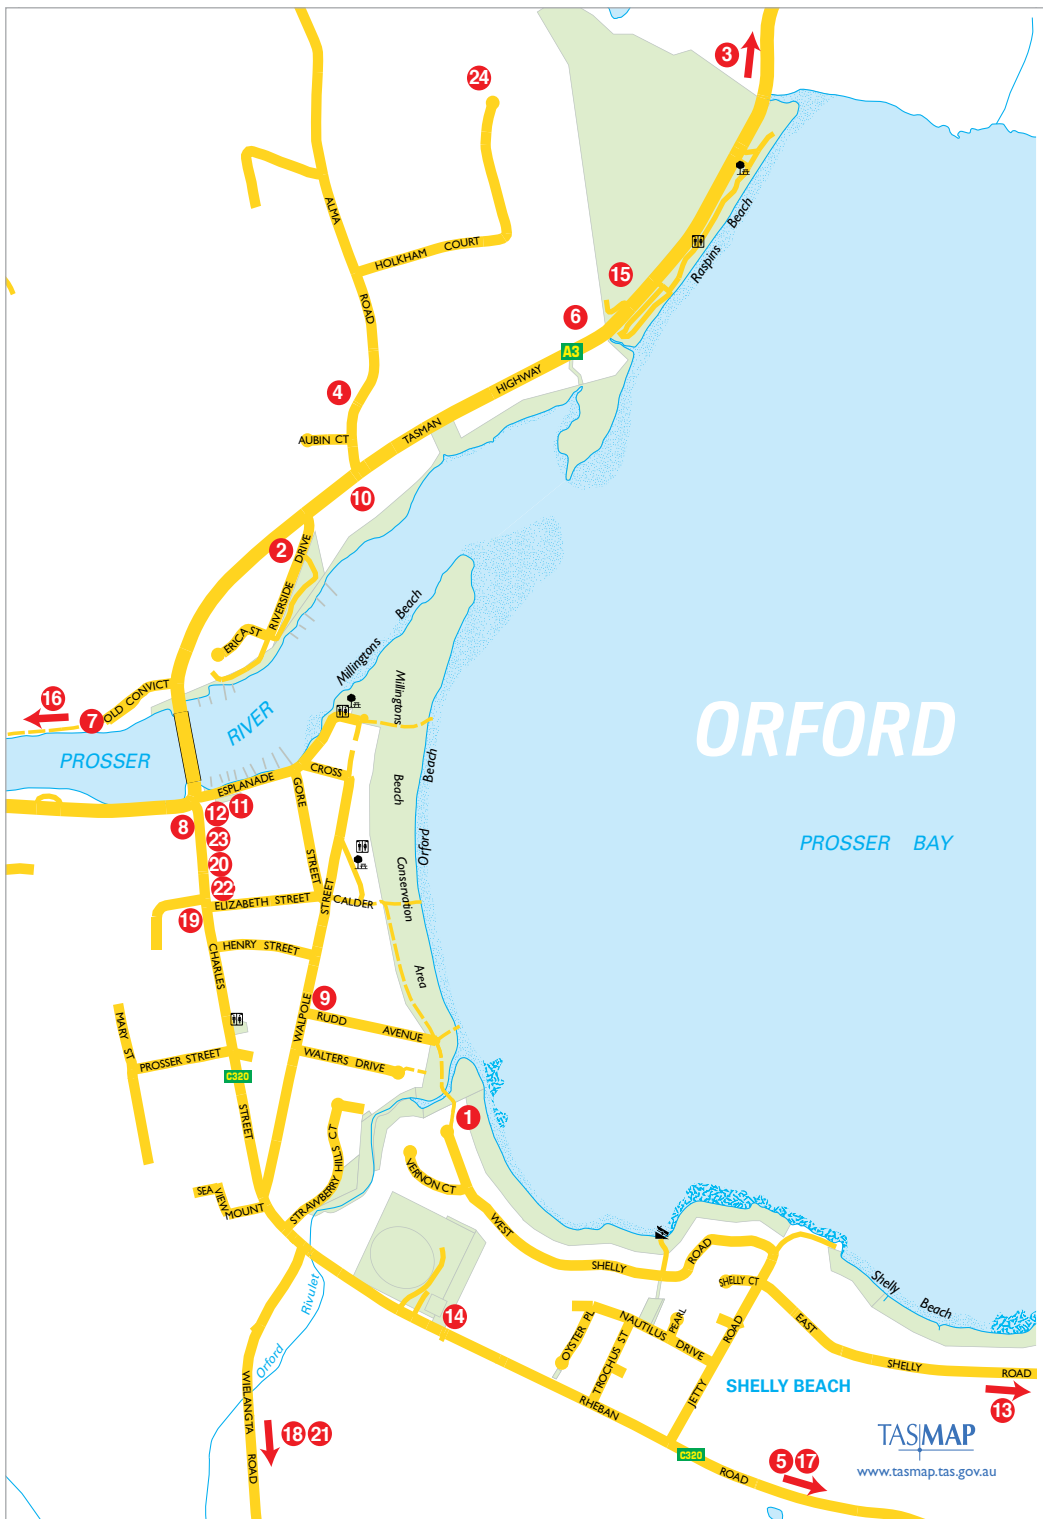 3
24
ALMA
ROAD
HOLKHAM COURT
Raspins Beach
15
6
A3
4
AUBIN CT
TASMAN HIGHWAY
10
2
RIVERSIDE DRIVE
ERICA ST
Millingtons Beach
16
7
OLD CONVICT
PROSSER RIVER
Millingtons Beach Conservation Area
Orford Beach
ORFORD
PROSSER BAY
ESPLANADE
CROSS
GORE STREET
8
12
11
23
20
22
19
ELIZABETH STREET
CALDER
HENRY STREET
CHARLES STREET
WALPOLE STREET
9
RUDD AVENUE
WALTERS DRIVE
MARY ST
PROSSER STREET
C320
1
STRAWBERRY HILLS CT
VERNON CT
SEA VIEW
MOUNT
WEST SHELLY ROAD
Orford Rivulet
14
SHELLY CT
Shelly Beach
OYSTER PL
NAUTILUS DRIVE
PEARL
TROCHUS ST
JETTY ROAD
EAST SHELLY ROAD
SHELLY BEACH
13
WIELANGTA ROAD
18
21
RHEBAN ROAD
C320
5
17
TASMAP
www.tasmap.tas.gov.au